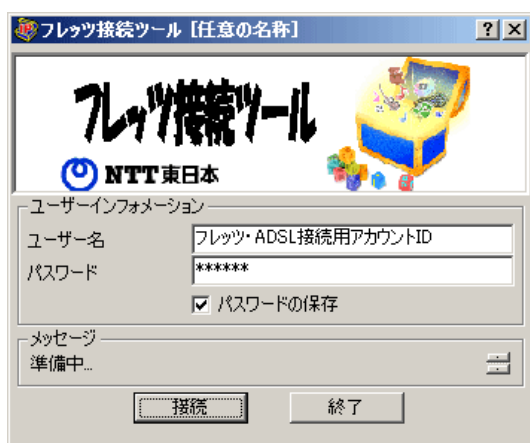 フレッツ接続ツール [任意の名称]
フレッツ接続ツール
NTT東日本
ユーザーインフォメーション
ユーザー名
フレッツ・ADSL接続用アカウントID
パスワード
******
パスワードの保存
メッセージ
準備中...
接続
終了